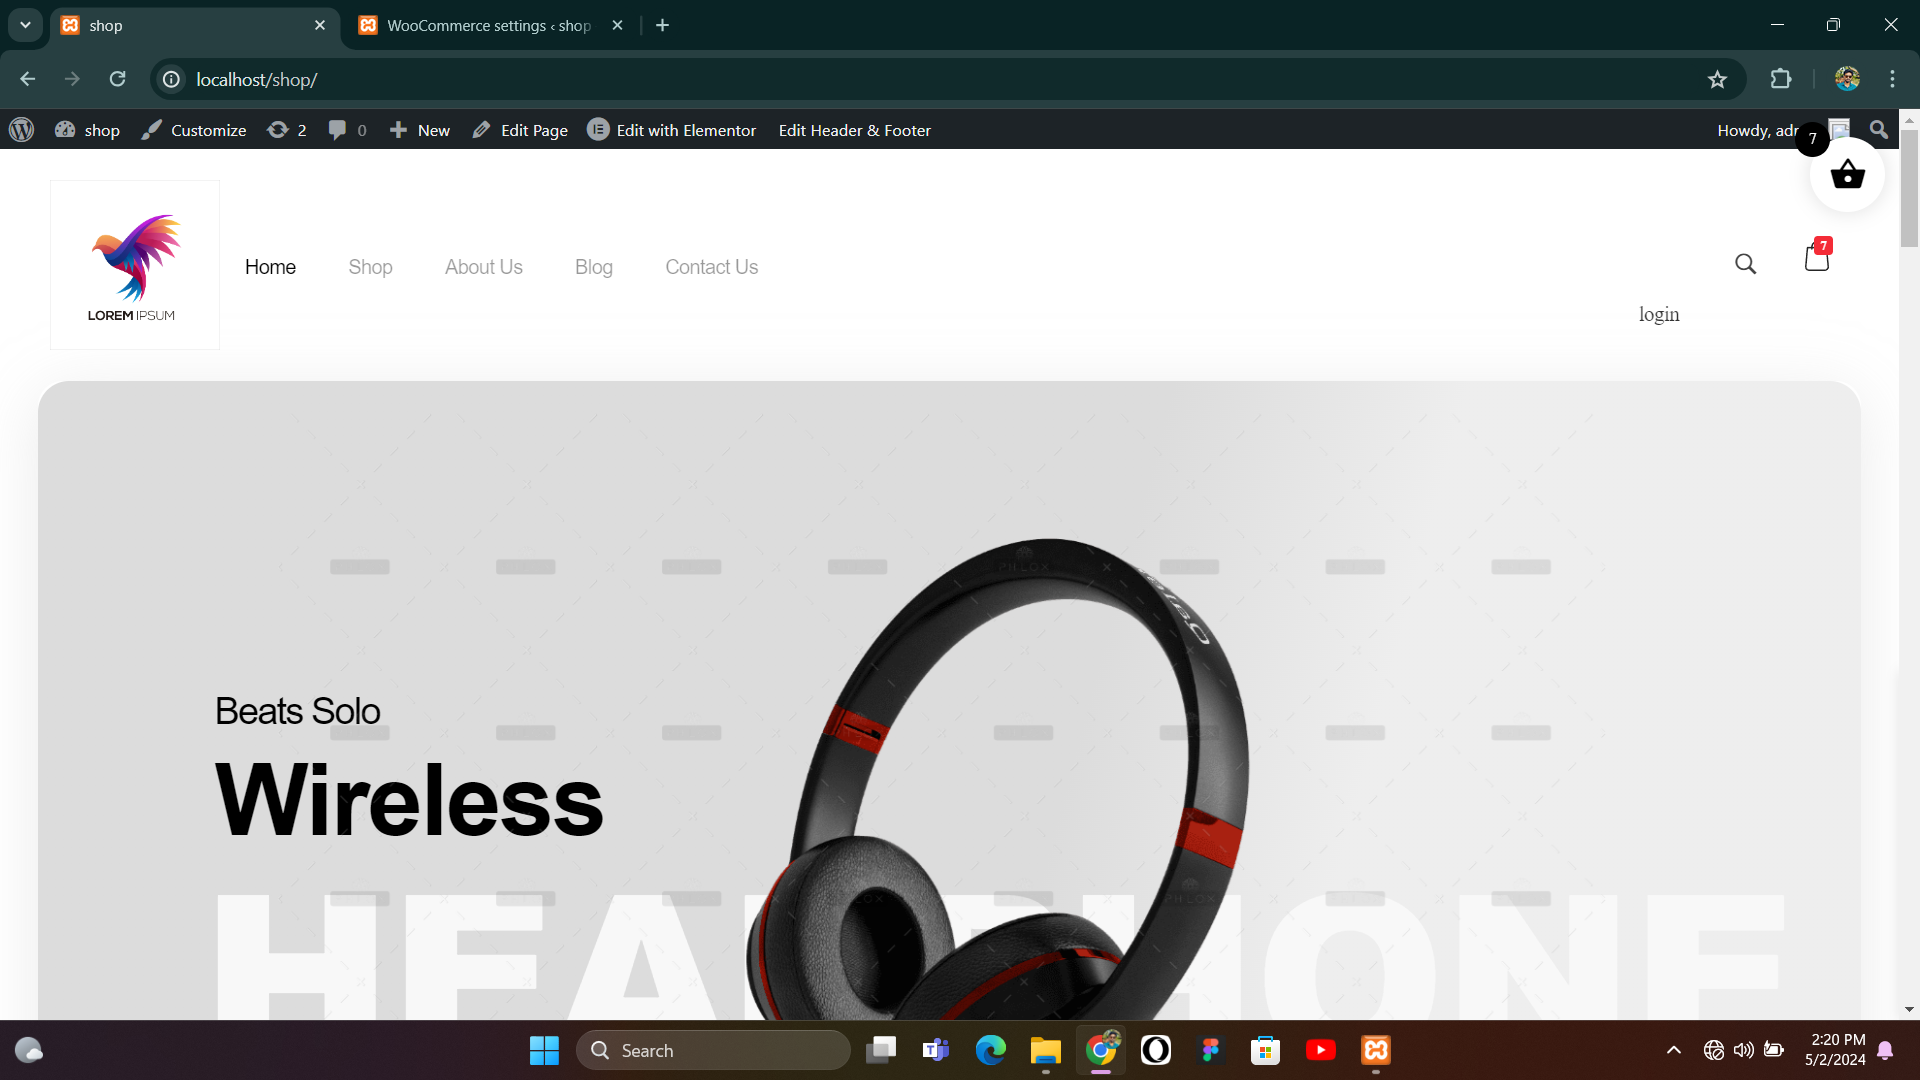 shop
WooCommerce settings ‹ shop
localhost/shop/
shop
Customize
2
0
New
Edit Page
Edit with Elementor
Edit Header & Footer
Howdy, adr
7
LOREM IPSUM
Home
Shop
About Us
Blog
Contact Us
7
login
Beats Solo
Wireless
HEADPHONE
PHLOX
PHLOX
Search
2:20 PM
5/2/2024